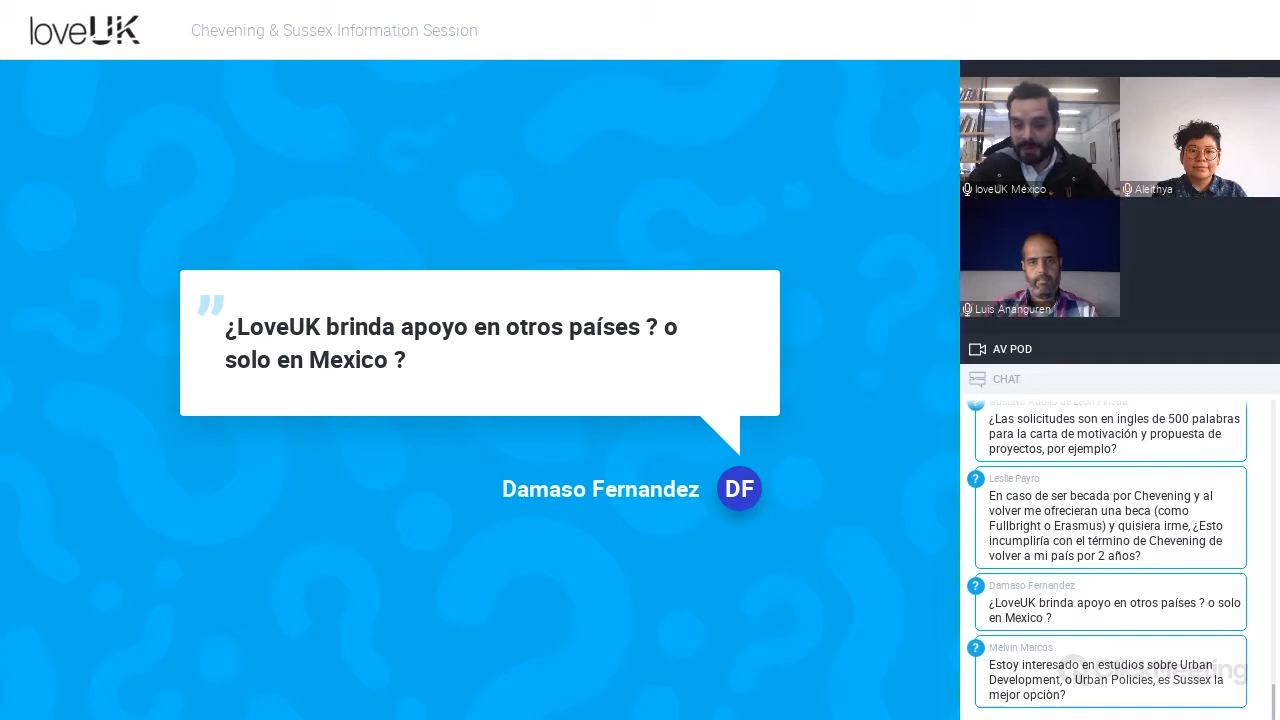 loveUK
Chevening & Sussex Information Session
¿LoveUK brinda apoyo en otros países ? o
solo en Mexico ?
Damaso Fernandez
DF
loveUK México
Aleithya
Luis Ananguren
AV POD
CHAT
¿Las solicitudes son en ingles de 500 palabras
para la carta de motivación y propuesta de
proyectos, por ejemplo?
Leslie Payro
En caso de ser becada por Chevening y al
volver me ofrecieran una beca (como
Fullbright o Erasmus) y quisiera irme, ¿Esto
incumpliría con el término de Chevening de
volver a mi país por 2 años?
Damaso Fernandez
¿LoveUK brinda apoyo en otros países ? o solo
en Mexico ?
Melvin Marcos
Estoy interesado en estudios sobre Urban
Development, o Urban Policies, es Sussex la
mejor opciòn?